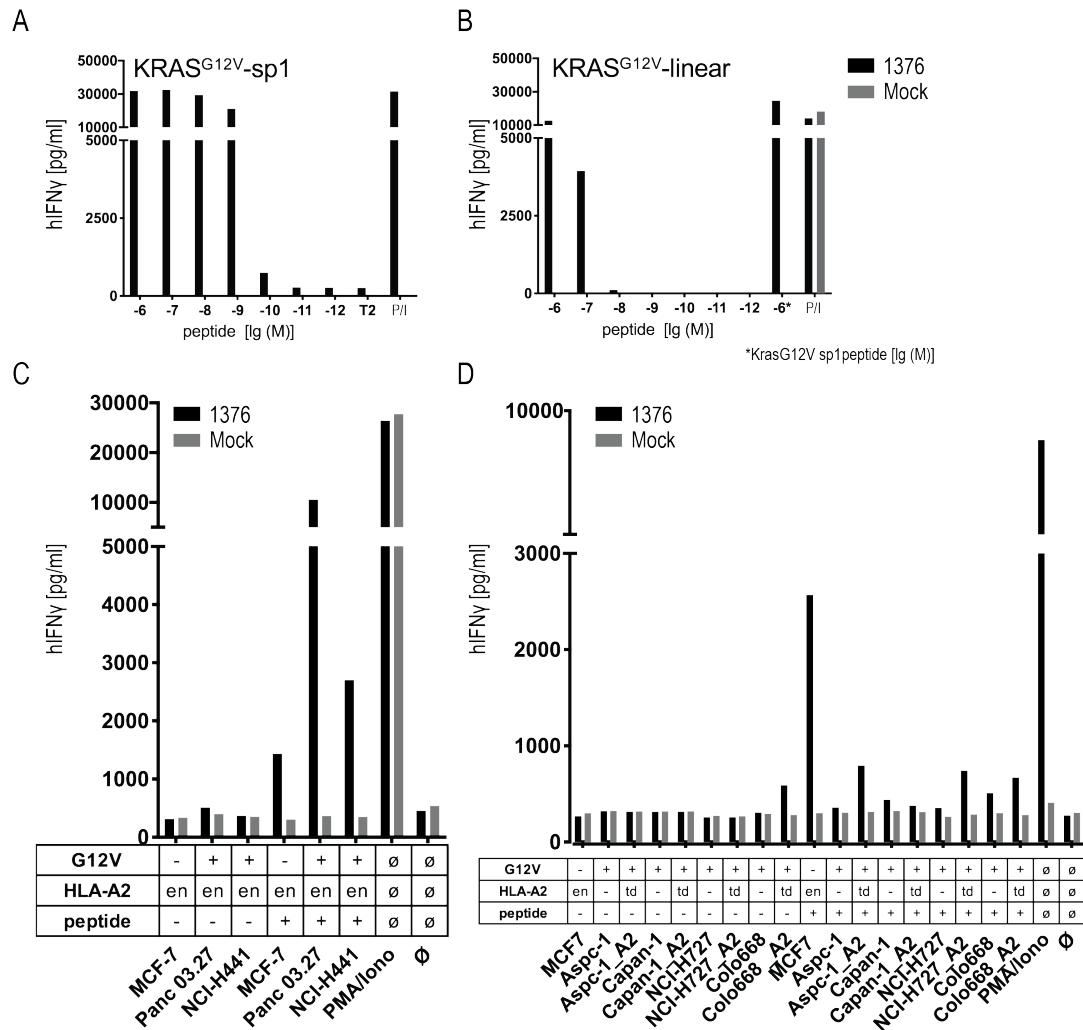 A
KRASG12V-sp1
hIFNγ [pg/ml]
50000
30000
10000
5000
2500
0
-6 -7 -8 -9 -10 -11 -12 T2 P/I
peptide [lg (M)]
B
KRASG12V-linear
1376
Mock
hIFNγ [pg/ml]
50000
30000
10000
5000
2500
0
-6 -7 -8 -9 -10 -11 -12 -6* P/I
peptide [lg (M)]
*KrasG12V sp1peptide [lg (M)]
C
1376
Mock
hIFNγ [pg/ml]
30000
20000
10000
5000
4000
3000
2000
1000
0
G12V - + + - + + ø ø
HLA-A2 en en en en en en ø ø
peptide - - - + + + ø ø
MCF-7 Panc 03.27 NCI-H441 MCF-7 Panc 03.27 NCI-H441 PMA/Iono Ø
D
1376
Mock
hIFNγ [pg/ml]
10000
3000
2000
1000
0
G12V - + + + + + + + + - + + + + + + + + ø ø
HLA-A2 en - td - td - td - td en - td - td - td - td ø ø
peptide - - - - - - - - - + + + + + + + + + ø ø
MCF7 Aspc-1 Aspc-1_A2 Capan-1 Capan-1_A2 NCI-H727 NCI-H727_A2 Colo668 Colo668_A2 MCF7 Aspc-1 Aspc-1_A2 Capan-1 Capan-1_A2 NCI-H727 NCI-H727_A2 Colo668 Colo668_A2 PMA/Iono Ø